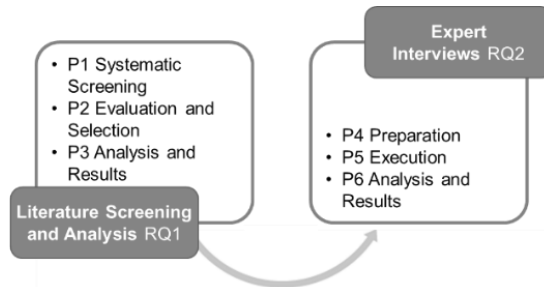 • P1 Systematic
Screening
• P2 Evaluation and
Selection
• P3 Analysis and
Results
Literature Screening
and Analysis RQ1
Expert
Interviews RQ2
• P4 Preparation
• P5 Execution
• P6 Analysis and
Results